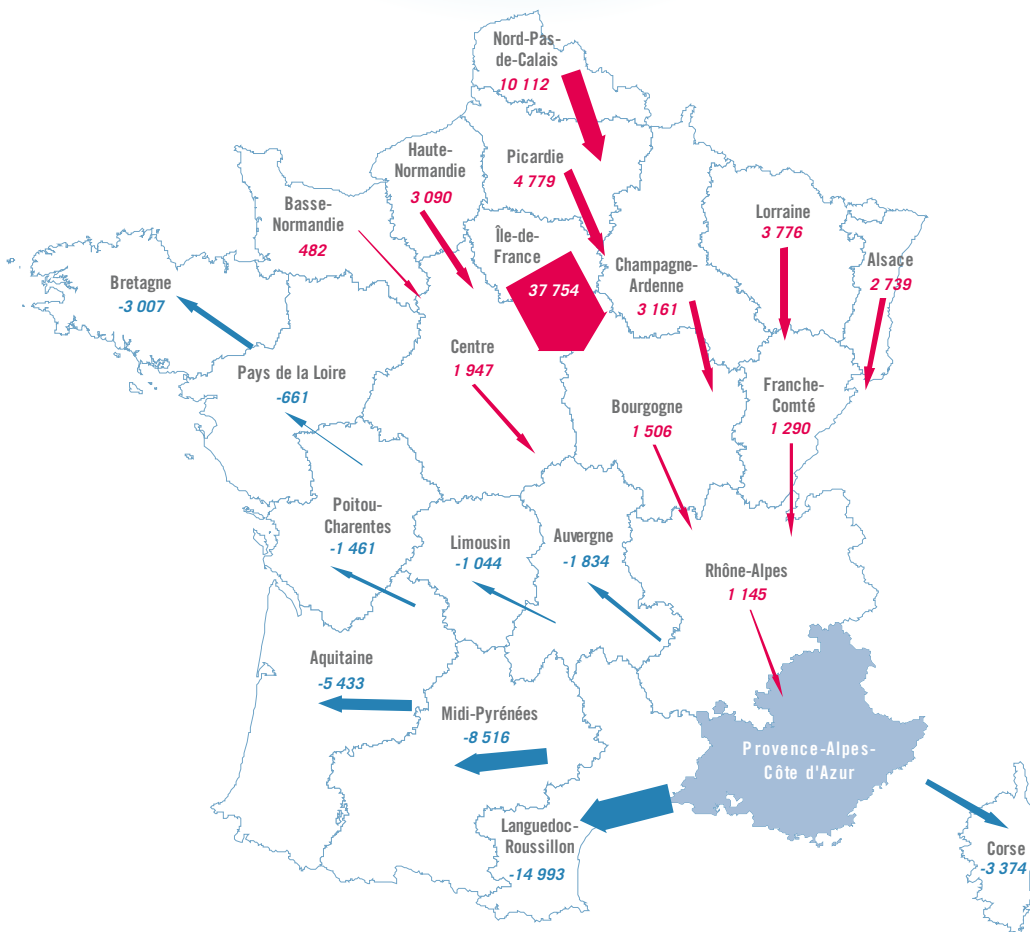 Nord-Pas-
de-Calais
10 112
Haute-
Normandie
3 090
Picardie
4 779
Basse-
Normandie
482
Île-de-
France
37 754
Lorraine
3 776
Alsace
2 739
Champagne-
Ardenne
3 161
Bretagne
-3 007
Pays de la Loire
-661
Centre
1 947
Bourgogne
1 506
Franche-
Comté
1 290
Poitou-
Charentes
-1 461
Limousin
-1 044
Auvergne
-1 834
Rhône-Alpes
1 145
Aquitaine
-5 433
Midi-Pyrénées
-8 516
Provence-Alpes-
Côte d'Azur
Languedoc-
Roussillon
-14 993
Corse
-3 374